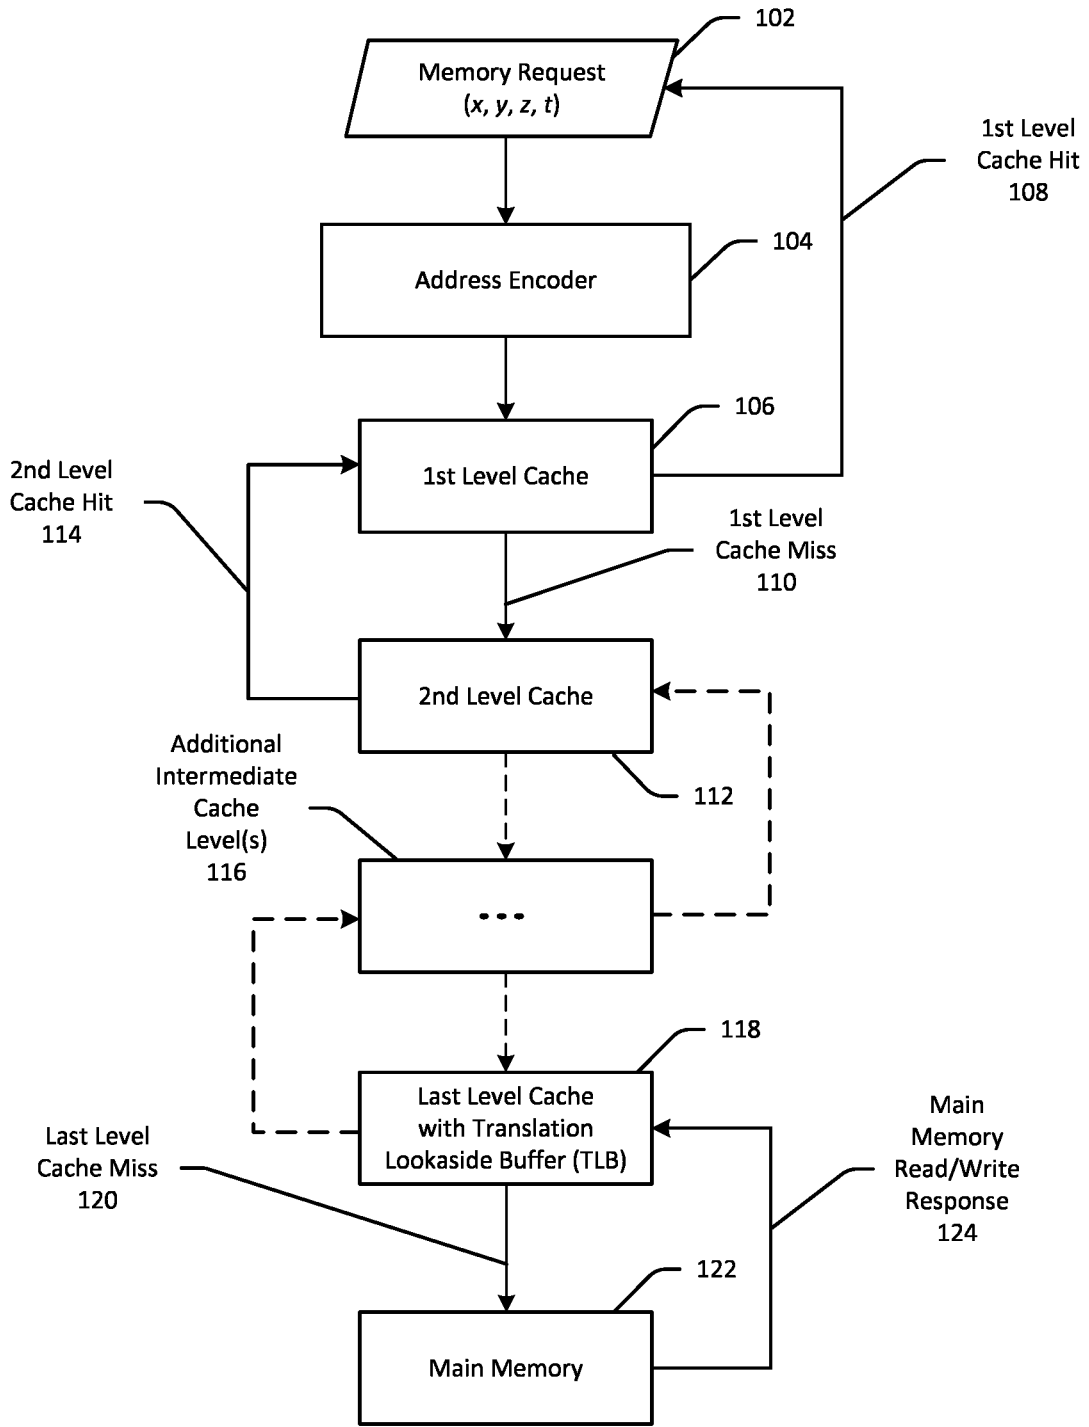 102
Memory Request
(x, y, z, t)
1st Level
Cache Hit
108
104
Address Encoder
106
1st Level Cache
2nd Level
Cache Hit
114
1st Level
Cache Miss
110
2nd Level Cache
112
Additional
Intermediate
Cache
Level(s)
116
...
118
Last Level Cache
with Translation
Lookaside Buffer (TLB)
Last Level
Cache Miss
120
Main
Memory
Read/Write
Response
124
122
Main Memory